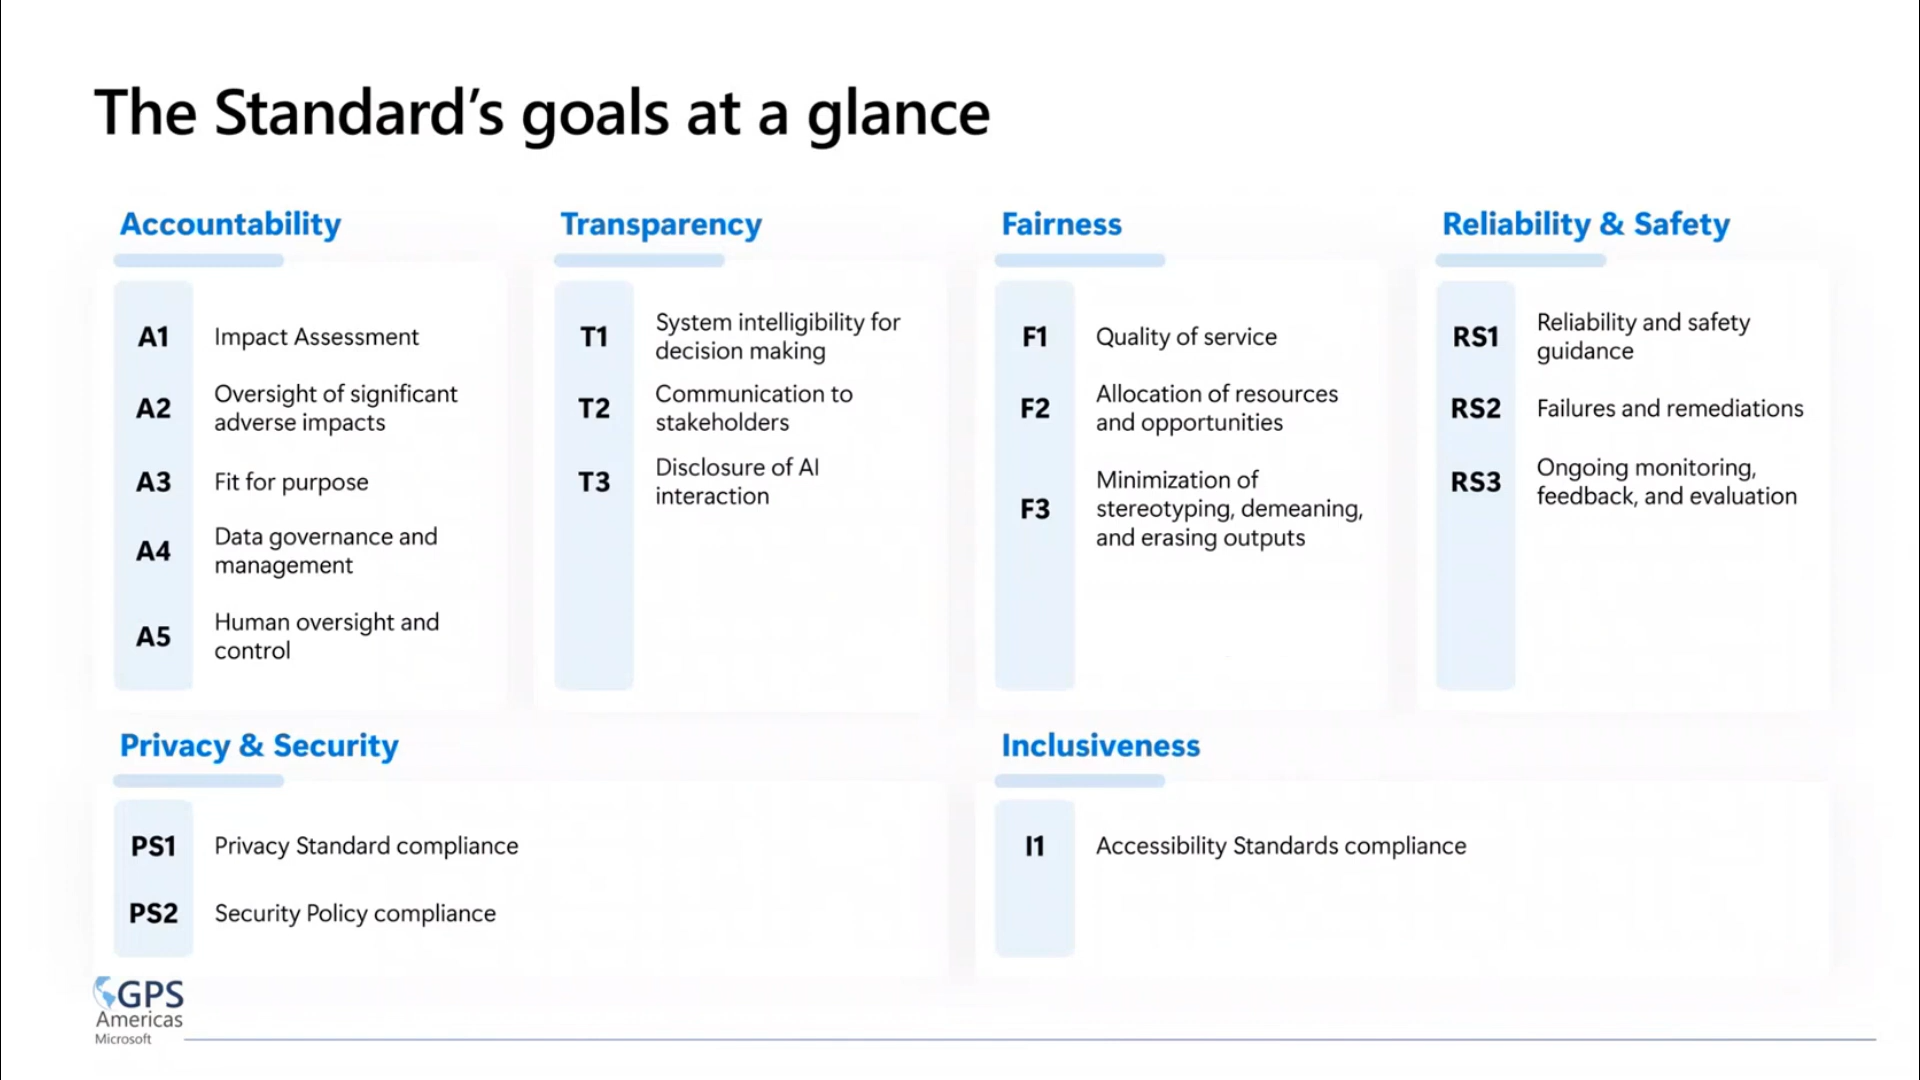 The Standard's goals at a glance
Accountability
A1 Impact Assessment
A2 Oversight of significant
adverse impacts
A3 Fit for purpose
A4 Data governance and
management
A5 Human oversight and
control
Transparency
T1 System intelligibility for
decision making
T2 Communication to
stakeholders
T3 Disclosure of AI
interaction
Fairness
F1 Quality of service
F2 Allocation of resources
and opportunities
F3 Minimization of
stereotyping, demeaning,
and erasing outputs
Reliability & Safety
RS1 Reliability and safety
guidance
RS2 Failures and remediations
RS3 Ongoing monitoring,
feedback, and evaluation
Privacy & Security
PS1 Privacy Standard compliance
PS2 Security Policy compliance
Inclusiveness
I1 Accessibility Standards compliance
GPS
Americas
Microsoft